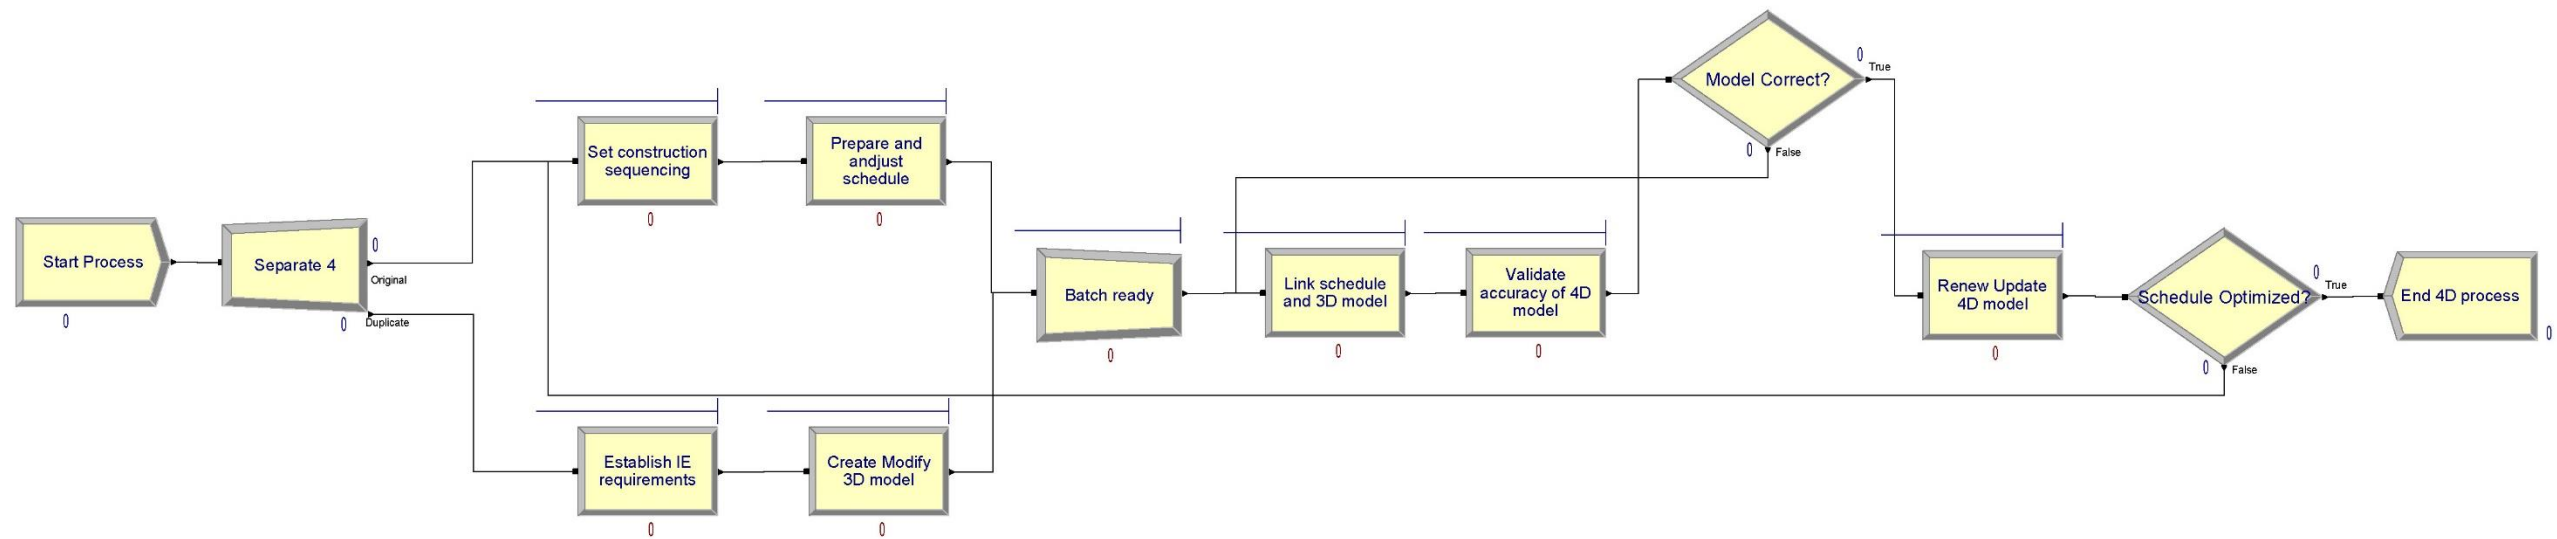 0
Model Correct?
True
0
False
Set construction
sequencing
0
Prepare and
andjust
schedule
0
Start Process
0
Separate 4
0
Original
0
Duplicate
Batch ready
0
Link schedule
and 3D model
0
Validate
accuracy of 4D
model
0
Renew Update
4D model
0
Schedule Optimized?
0
True
0
False
End 4D process
0
Establish IE
requirements
0
Create Modify
3D model
0